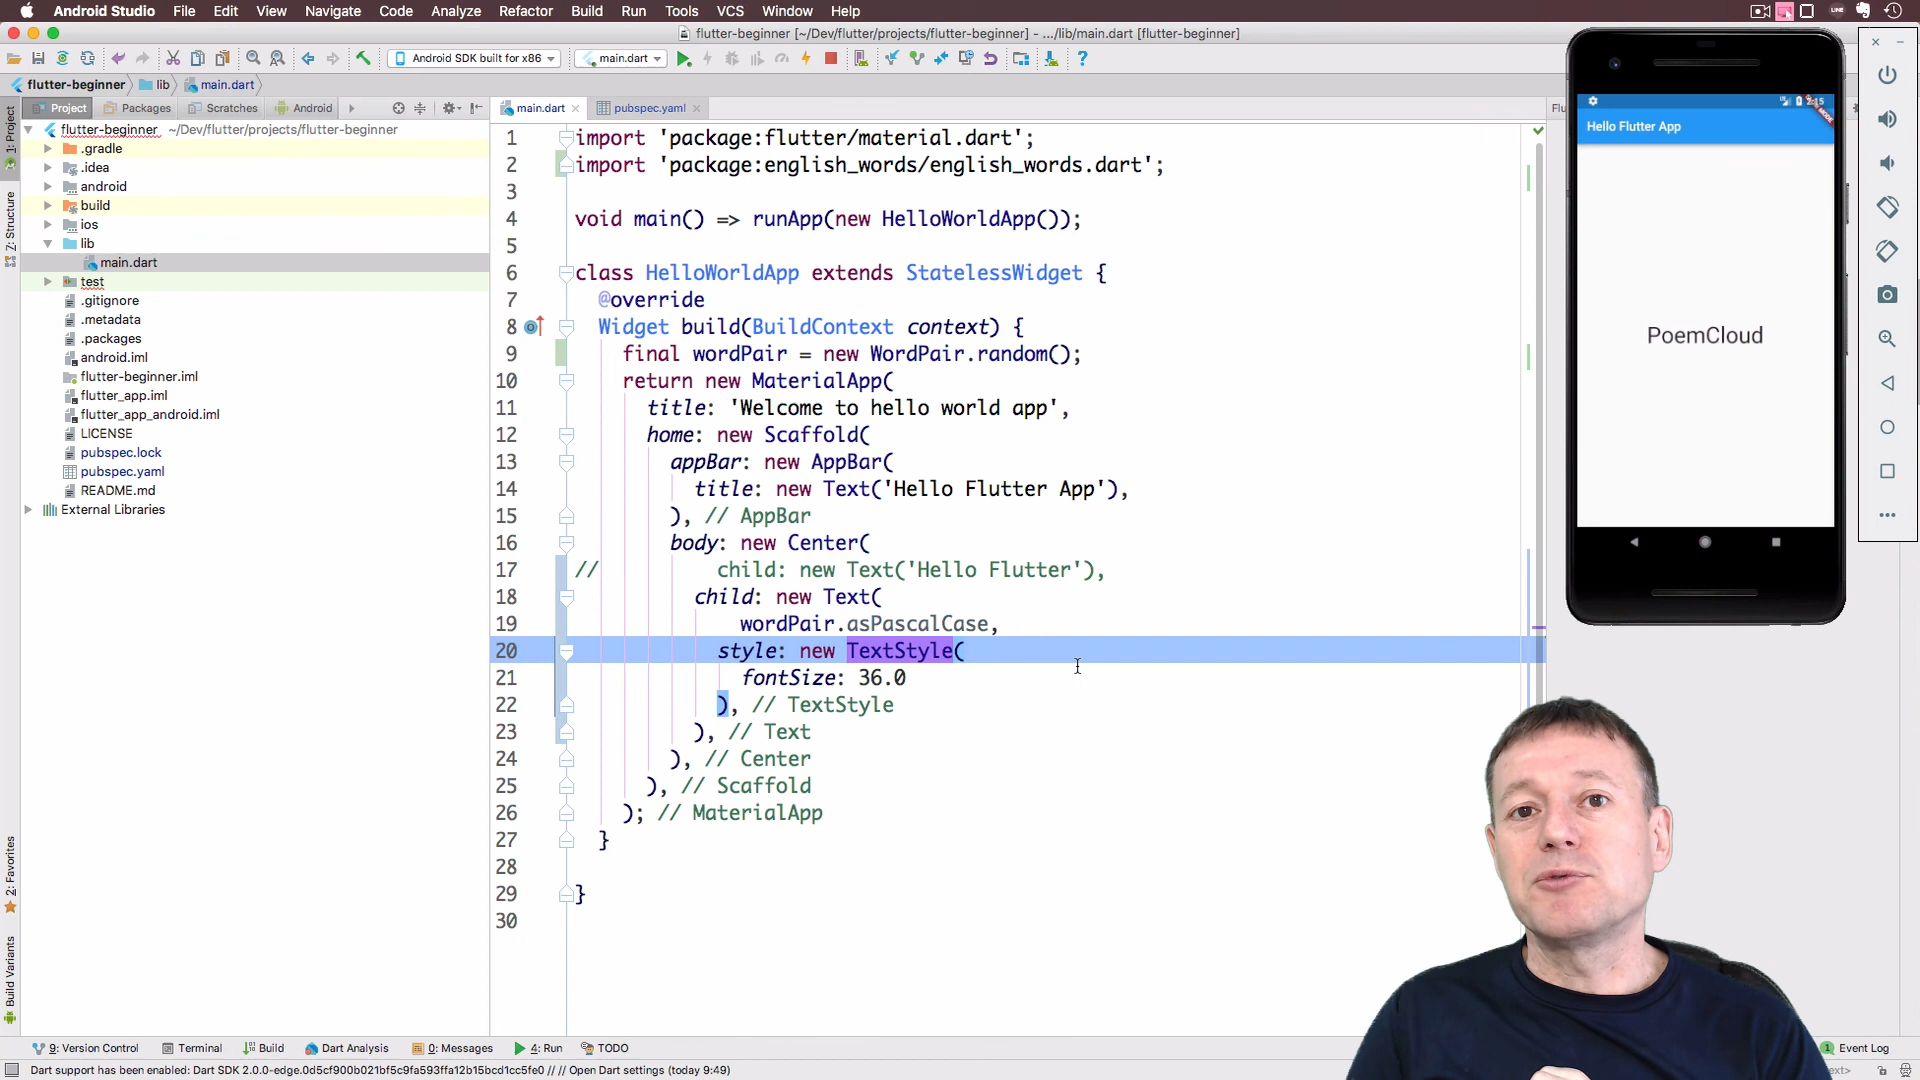 Android Studio File Edit View Navigate Code Analyze Refactor Build Run Tools VCS Window Help
flutter-beginner [~/Dev/flutter/projects/flutter-beginner] - .../lib/main.dart [flutter-beginner]
Android SDK built for x86 main.dart
flutter-beginner lib main.dart
Project Packages Scratches Android main.dart pubspec.yaml
1: Project
Z: Structure
2: Favorites
Build Variants
flutter-beginner ~/Dev/flutter/projects/flutter-beginner
.gradle
.idea
android
build
ios
lib
main.dart
test
.gitignore
.metadata
.packages
android.iml
flutter-beginner.iml
flutter_app.iml
flutter_app_android.iml
LICENSE
pubspec.lock
pubspec.yaml
README.md
External Libraries
1 import 'package:flutter/material.dart';
2 import 'package:english_words/english_words.dart';
3
4 void main() => runApp(new HelloWorldApp());
5
6 class HelloWorldApp extends StatelessWidget {
7 @override
8 Widget build(BuildContext context) {
9 final wordPair = new WordPair.random();
10 return new MaterialApp(
11 title: 'Welcome to hello world app',
12 home: new Scaffold(
13 appBar: new AppBar(
14 title: new Text('Hello Flutter App'),
15 ), // AppBar
16 body: new Center(
17 // child: new Text('Hello Flutter'),
18 child: new Text(
19 wordPair.asPascalCase,
20 style: new TextStyle(
21 fontSize: 36.0
22 ), // TextStyle
23 ), // Text
24 ), // Center
25 ), // Scaffold
26 ); // MaterialApp
27 }
28
29 }
30
Flu
2:15
Hello Flutter App
PoemCloud
9: Version Control Terminal Build Dart Analysis 0: Messages 4: Run TODO 1 Event Log
Dart support has been enabled: Dart SDK 2.0.0-edge.0d5cf900b021bf5c9fa593ffa12b15bcd1cc5fe0 // // Open Dart settings (today 9:49)